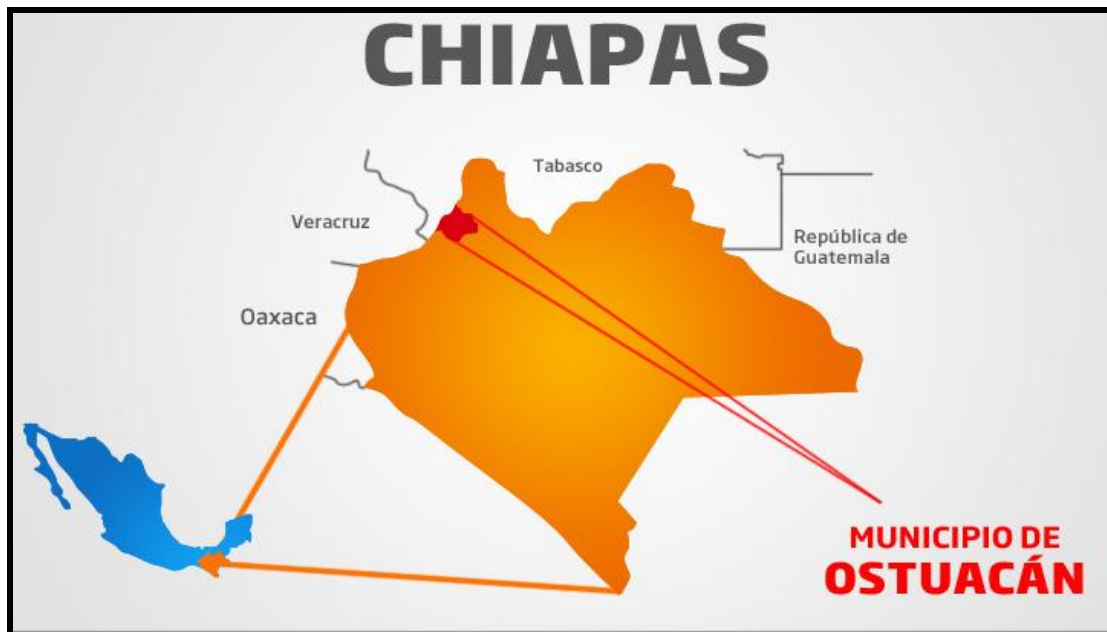 CHIAPAS
Tabasco
Veracruz
República de
Guatemala
Oaxaca
MUNICIPIO DE
OSTUACÁN